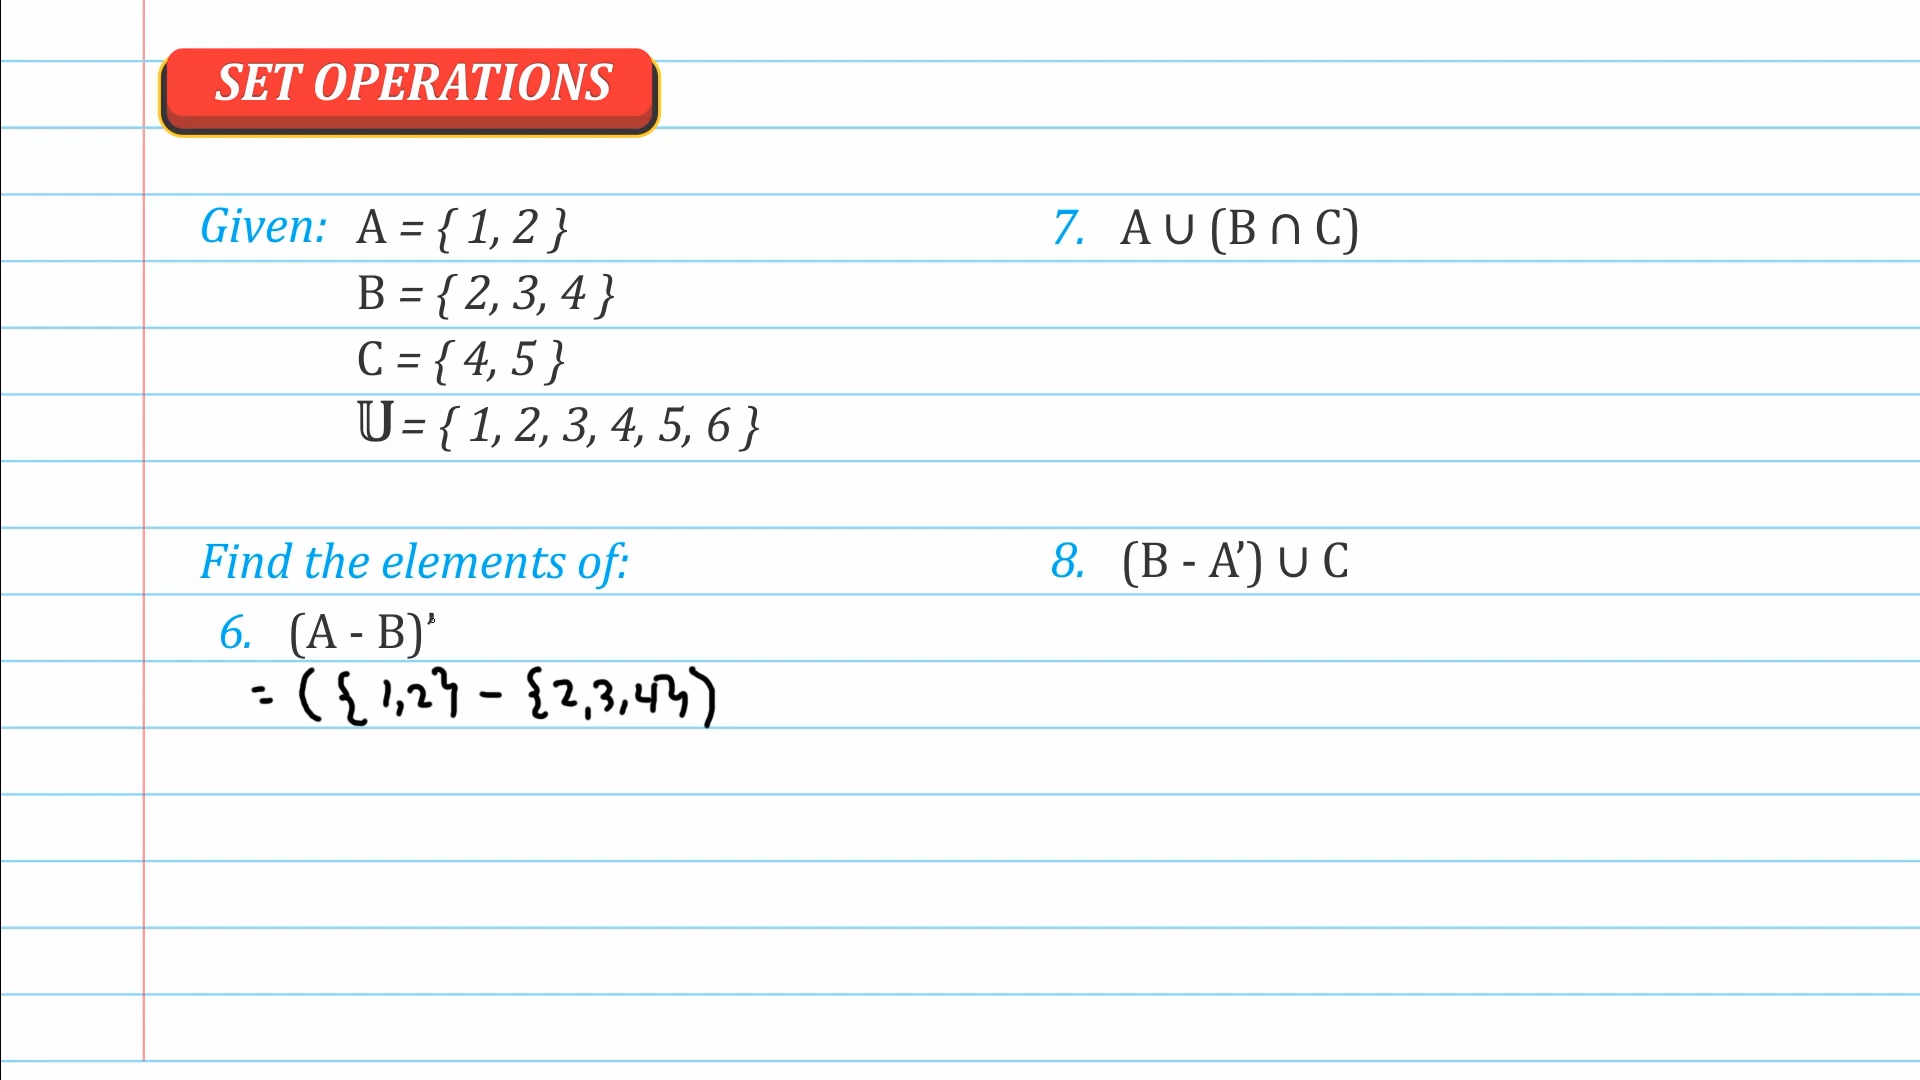 SET OPERATIONS
Given: A = { 1, 2 }
B = { 2, 3, 4 }
C = { 4, 5 }
𝕌 = { 1, 2, 3, 4, 5, 6 }
Find the elements of:
6. (A - B)’
= ({ 1,2} - {2,3,4})
7. A ∪ (B ∩ C)
8. (B - A’) ∪ C